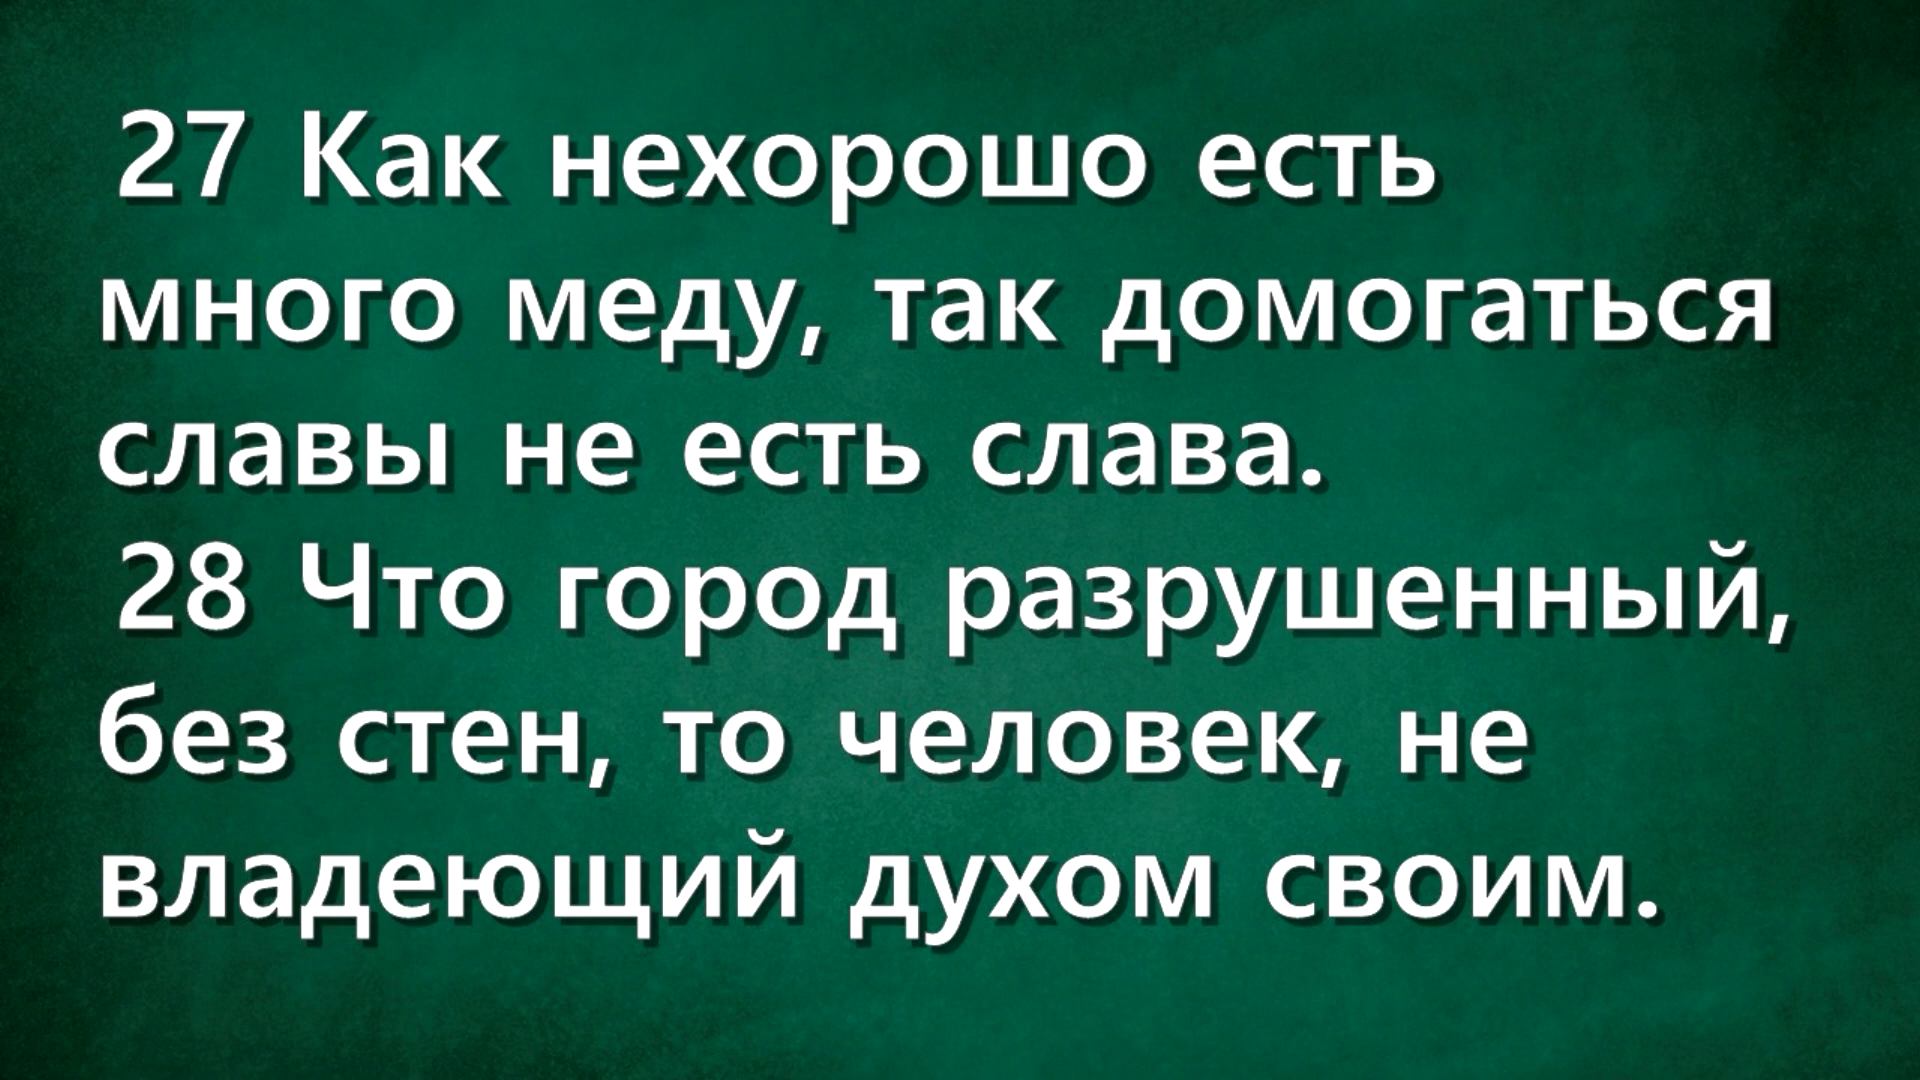 27 Как нехорошо есть
много меду, так домогаться
славы не есть слава.
28 Что город разрушенный,
без стен, то человек, не
владеющий духом своим.